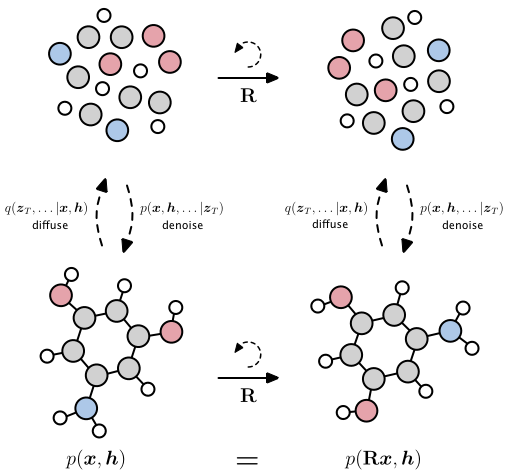 R
q(z_T, ... |x, h) p(x, h, ... |z_T) q(z_T, ... |x, h) p(x, h, ... |z_T)
diffuse denoise diffuse denoise
R
p(x, h) = p(Rx, h)